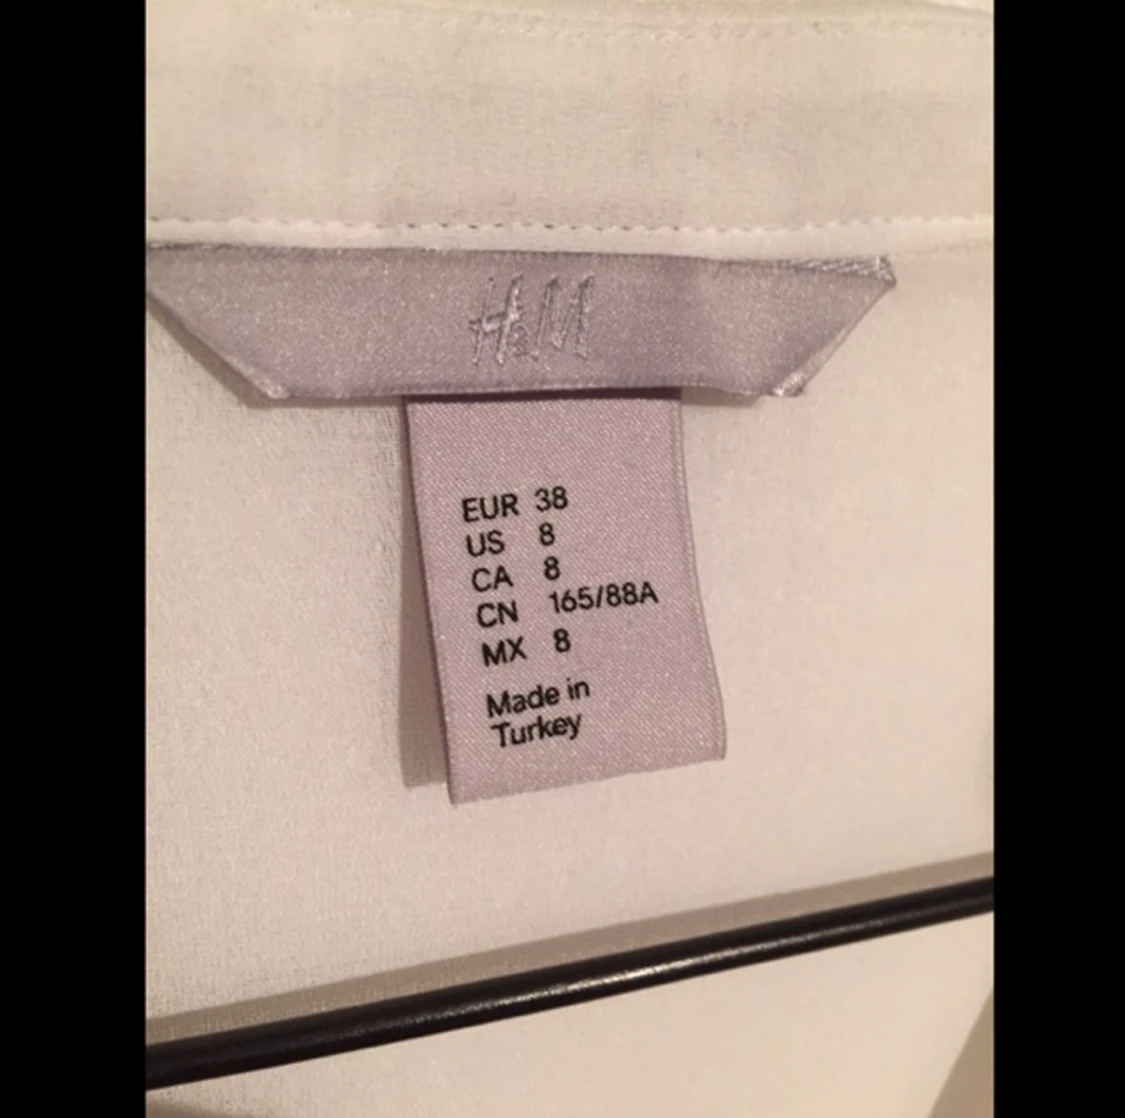 H&M
EUR 38
US 8
CA 8
CN 165/88A
MX 8
Made in
Turkey